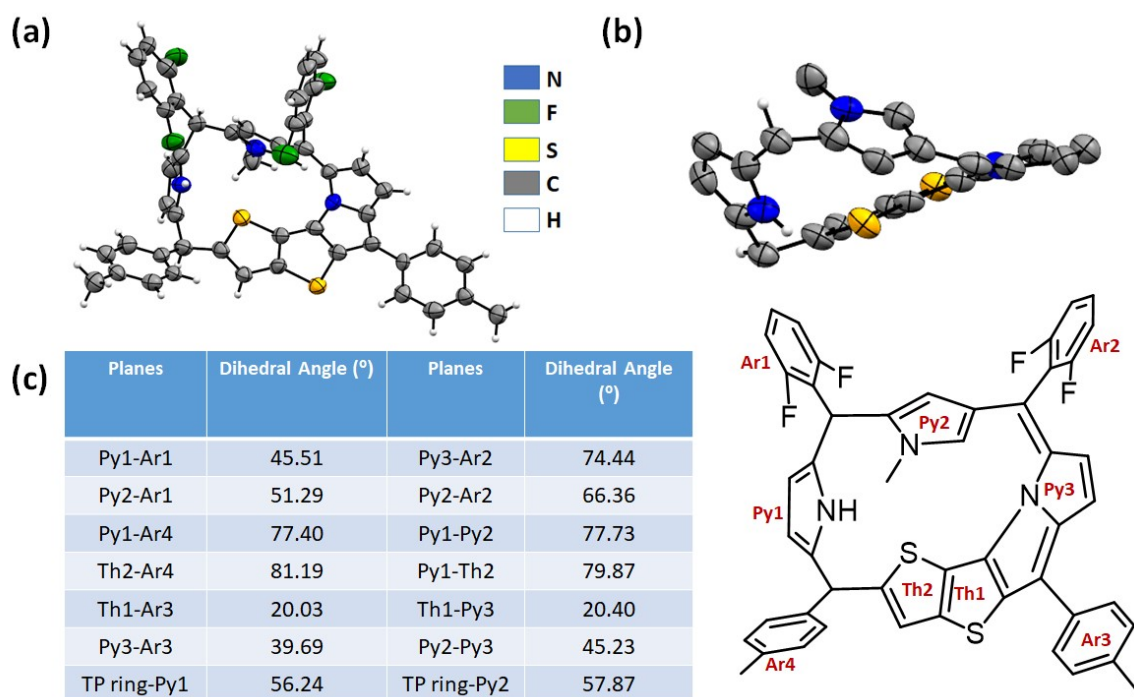 (a)
(b)
N
F
S
C
H
(c)
Planes Dihedral Angle (º) Planes Dihedral Angle (º)
Py1-Ar1 45.51 Py3-Ar2 74.44
Py2-Ar1 51.29 Py2-Ar2 66.36
Py1-Ar4 77.40 Py1-Py2 77.73
Th2-Ar4 81.19 Py1-Th2 79.87
Th1-Ar3 20.03 Th1-Py3 20.40
Py3-Ar3 39.69 Py2-Py3 45.23
TP ring-Py1 56.24 TP ring-Py2 57.87
Ar1 Ar2
F F
F F
Py2
N
N Py3
Py1 NH
S
Th2 Th1
S
Ar4 Ar3